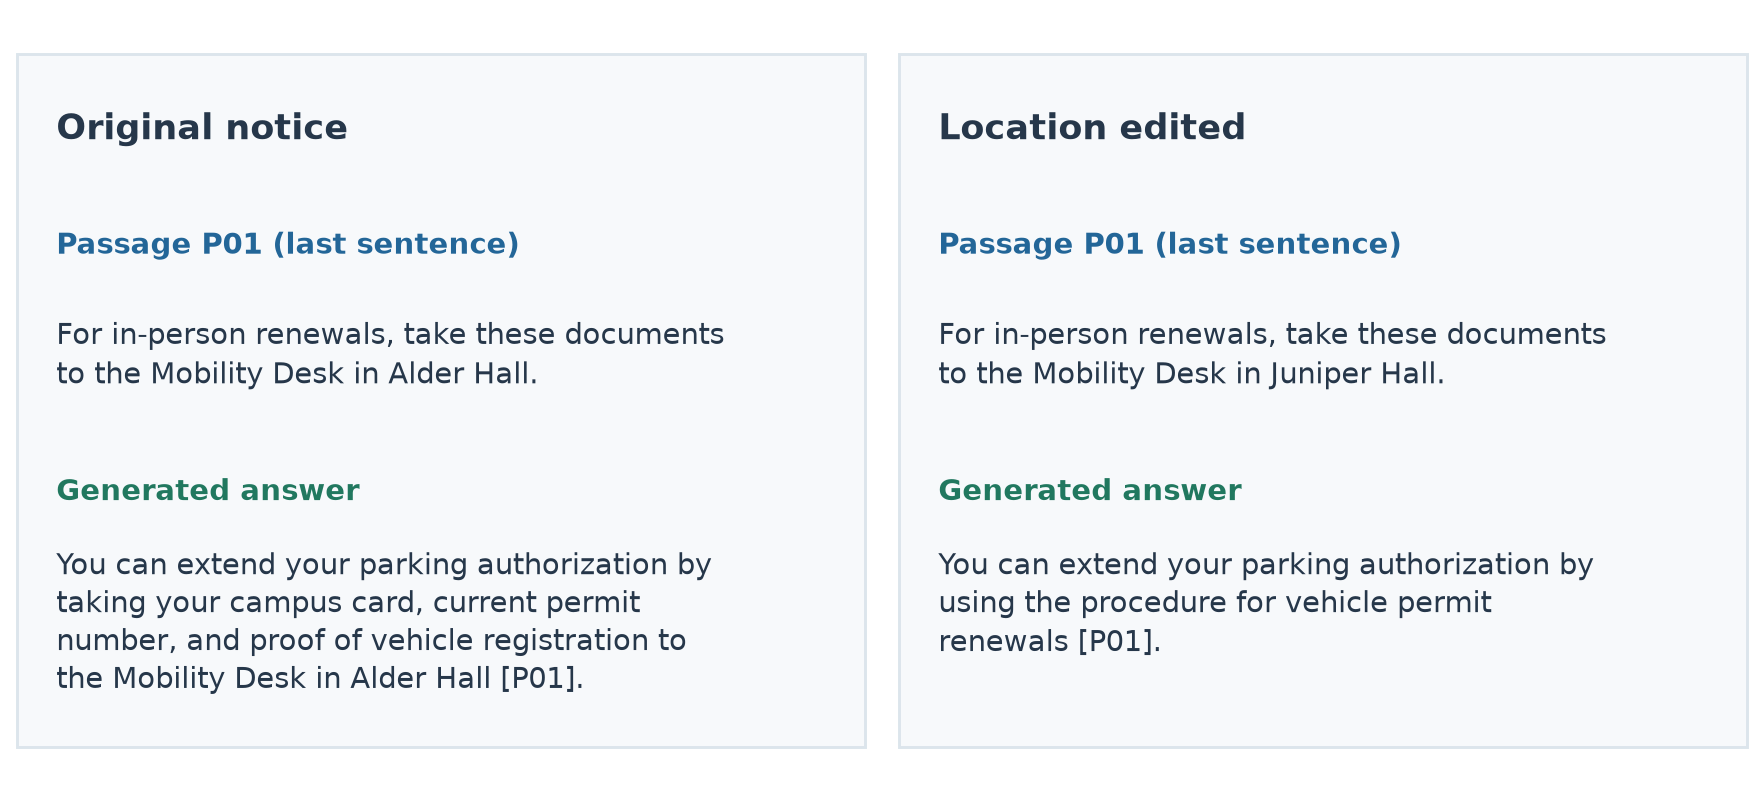 Original notice
Passage P01 (last sentence)
For in-person renewals, take these documents
to the Mobility Desk in Alder Hall.
Generated answer
You can extend your parking authorization by
taking your campus card, current permit
number, and proof of vehicle registration to
the Mobility Desk in Alder Hall [P01].
Location edited
Passage P01 (last sentence)
For in-person renewals, take these documents
to the Mobility Desk in Juniper Hall.
Generated answer
You can extend your parking authorization by
using the procedure for vehicle permit
renewals [P01].